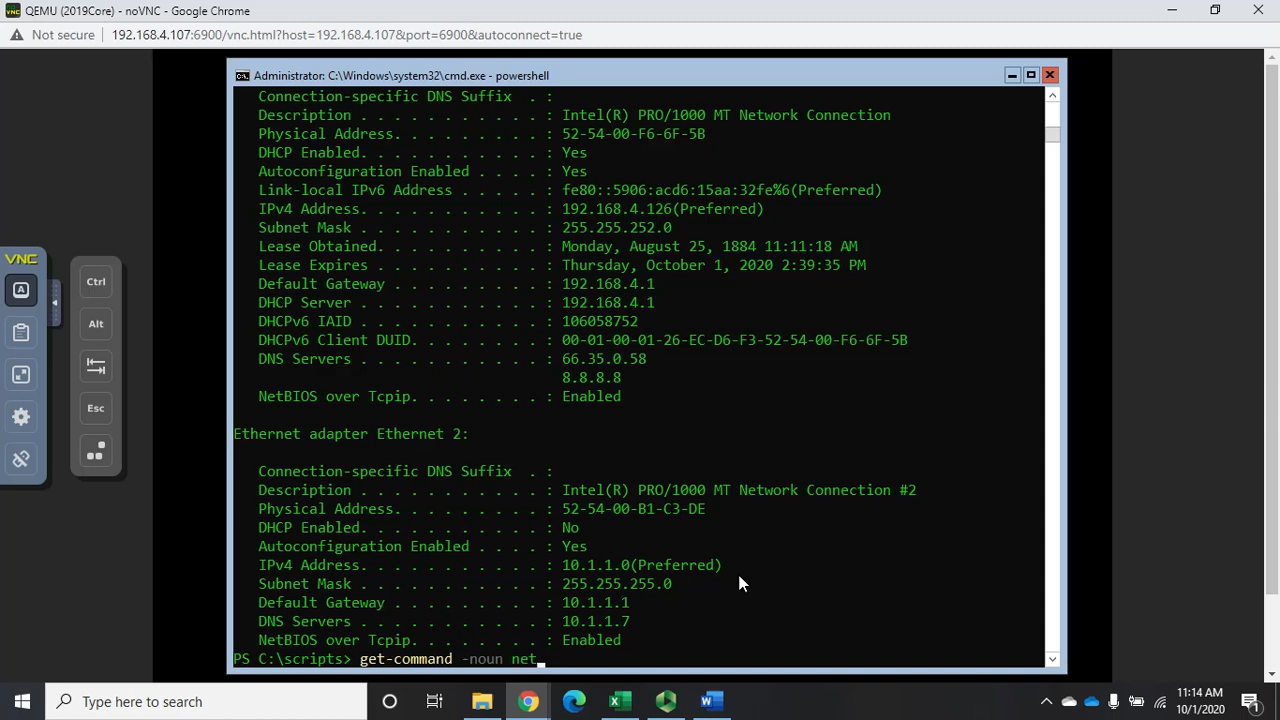 QEMU (2019Core) - noVNC - Google Chrome
Not secure 192.168.4.107:6900/vnc.html?host=192.168.4.107&port=6900&autoconnect=true
Administrator: C:\Windows\system32\cmd.exe - powershell
Connection-specific DNS Suffix . :
Description . . . . . . . . . . . : Intel(R) PRO/1000 MT Network Connection
Physical Address. . . . . . . . . : 52-54-00-F6-6F-5B
DHCP Enabled. . . . . . . . . . . : Yes
Autoconfiguration Enabled . . . . : Yes
Link-local IPv6 Address . . . . . : fe80::5906:acd6:15aa:32fe%6(Preferred)
IPv4 Address. . . . . . . . . . . : 192.168.4.126(Preferred)
Subnet Mask . . . . . . . . . . . : 255.255.252.0
Lease Obtained. . . . . . . . . . : Monday, August 25, 1884 11:11:18 AM
Lease Expires . . . . . . . . . . : Thursday, October 1, 2020 2:39:35 PM
Default Gateway . . . . . . . . . : 192.168.4.1
DHCP Server . . . . . . . . . . . : 192.168.4.1
DHCPv6 IAID . . . . . . . . . . . : 106058752
DHCPv6 Client DUID. . . . . . . . : 00-01-00-01-26-EC-D6-F3-52-54-00-F6-6F-5B
DNS Servers . . . . . . . . . . . : 66.35.0.58
8.8.8.8
NetBIOS over Tcpip. . . . . . . . : Enabled
Ethernet adapter Ethernet 2:
Connection-specific DNS Suffix . :
Description . . . . . . . . . . . : Intel(R) PRO/1000 MT Network Connection #2
Physical Address. . . . . . . . . : 52-54-00-B1-C3-DE
DHCP Enabled. . . . . . . . . . . : No
Autoconfiguration Enabled . . . . : Yes
IPv4 Address. . . . . . . . . . . : 10.1.1.0(Preferred)
Subnet Mask . . . . . . . . . . . : 255.255.255.0
Default Gateway . . . . . . . . . : 10.1.1.1
DNS Servers . . . . . . . . . . . : 10.1.1.7
NetBIOS over Tcpip. . . . . . . . : Enabled
PS C:\scripts> get-command -noun net_
VNC
A
Ctrl
Alt
Esc
Type here to search
11:14 AM
10/1/2020
1